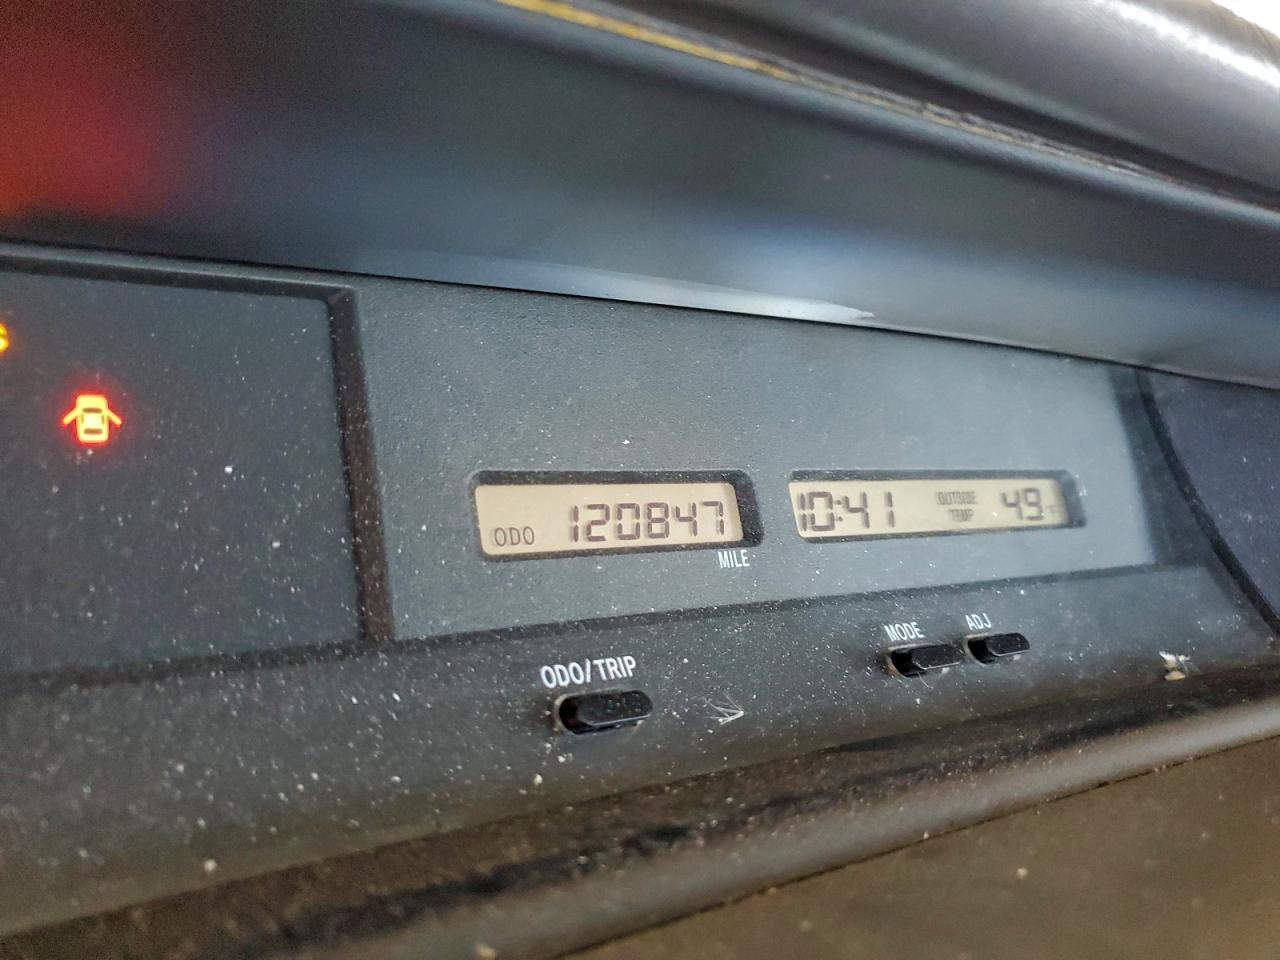 ODO 120847
MILE
10:41 OUTSIDE TEMP 49°F
ODO/TRIP
MODE ADJ